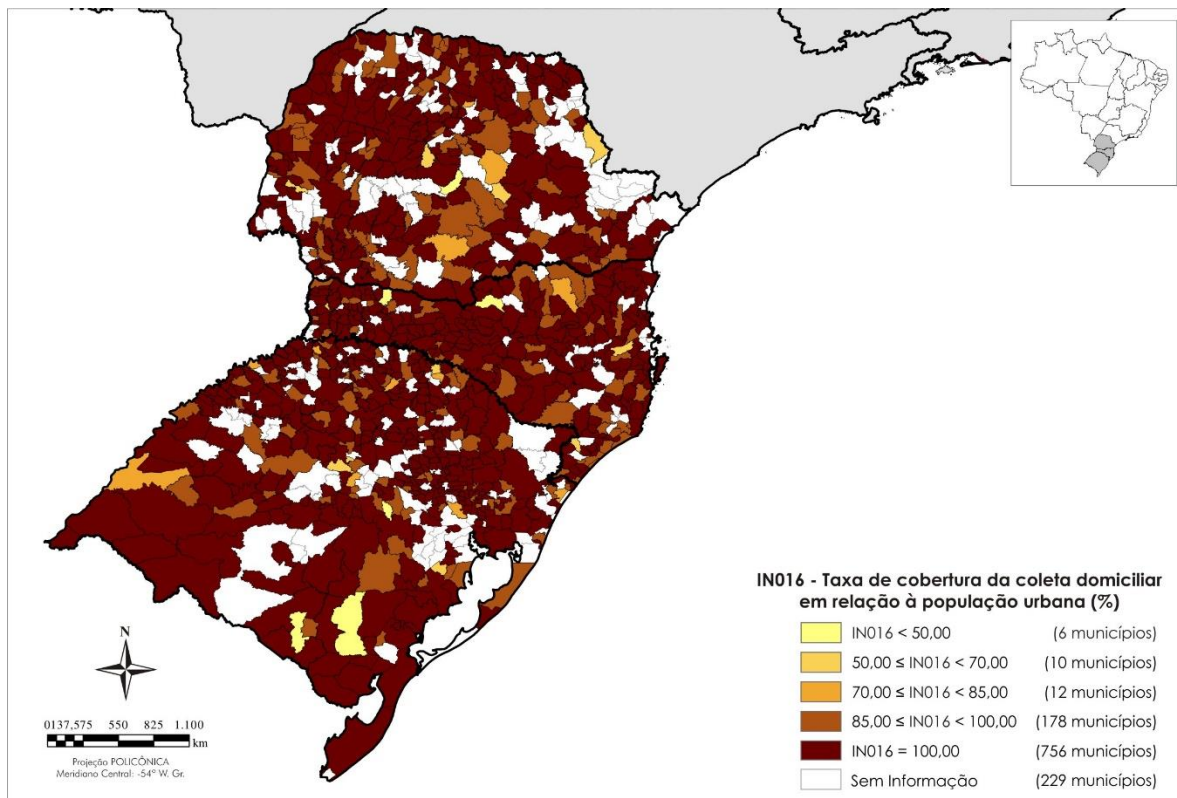 IN016 - Taxa de cobertura da coleta domiciliar
em relação à população urbana (%)
IN016 < 50,00 (6 municípios)
50,00 ≤ IN016 < 70,00 (10 municípios)
70,00 ≤ IN016 < 85,00 (12 municípios)
85,00 ≤ IN016 < 100,00 (178 municípios)
IN016 = 100,00 (756 municípios)
Sem Informação (229 municípios)
N
0137,575 550 825 1.100
km
Projeção POLICÔNICA
Meridiano Central: -54° W. Gr.